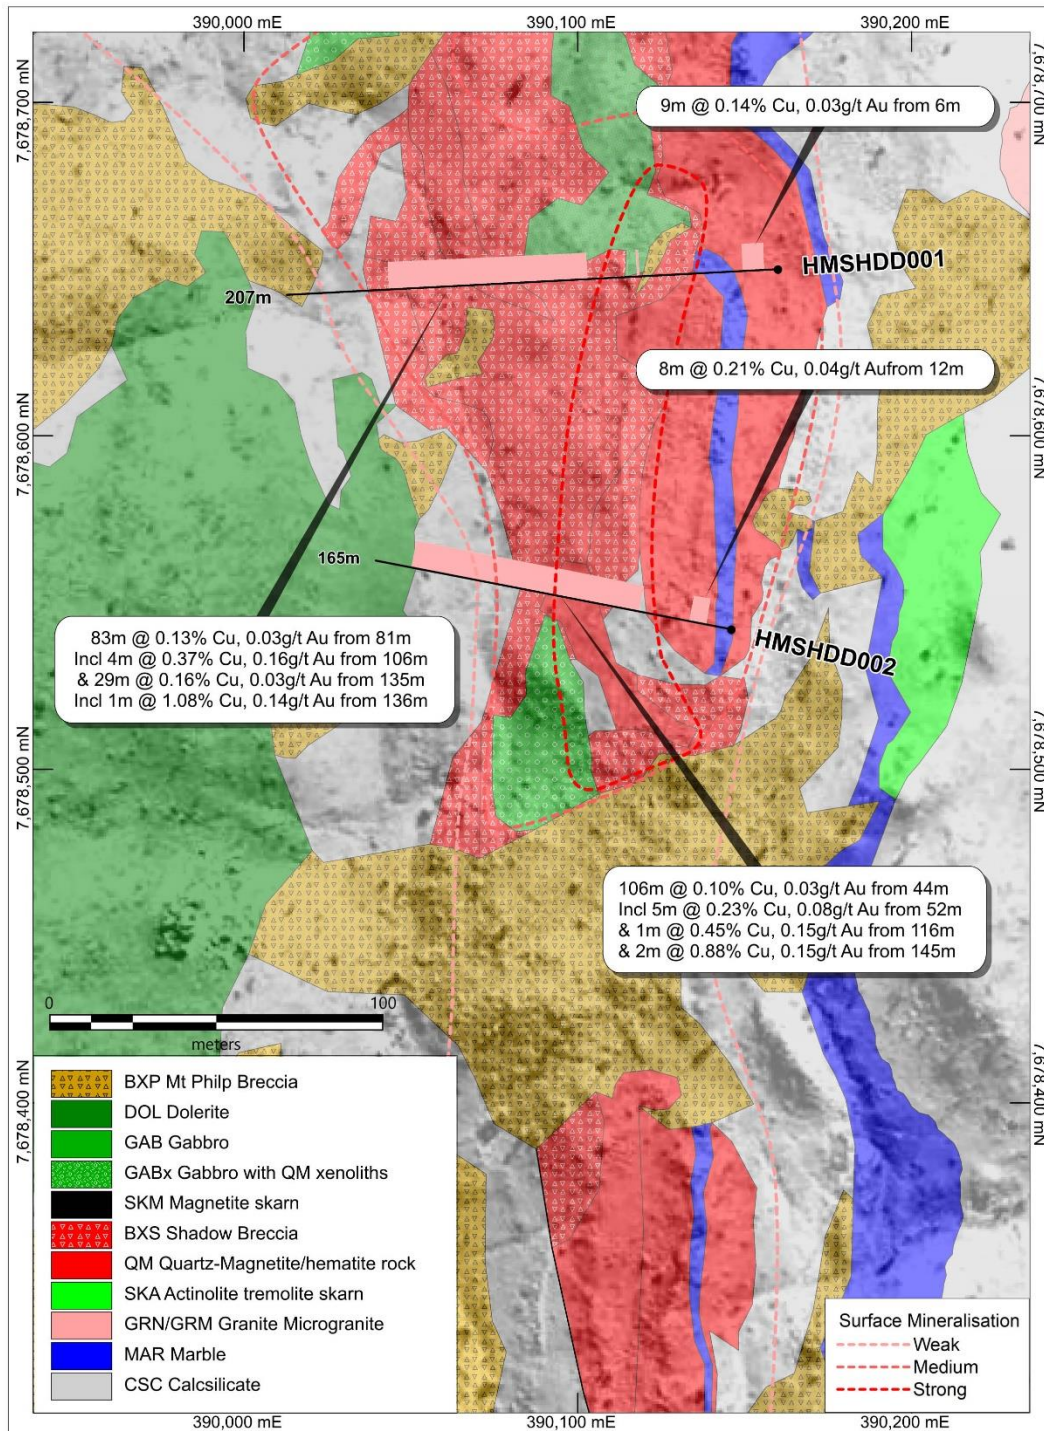 390,000 mE
390,100 mE
390,200 mE
7,678,700 mN
7,678,700 mN
9m @ 0.14% Cu, 0.03g/t Au from 6m
HMSHDD001
207m
8m @ 0.21% Cu, 0.04g/t Aufrom 12m
7,678,600 mN
7,678,600 mN
165m
HMSHDD002
83m @ 0.13% Cu, 0.03g/t Au from 81m
Incl 4m @ 0.37% Cu, 0.16g/t Au from 106m
& 29m @ 0.16% Cu, 0.03g/t Au from 135m
Incl 1m @ 1.08% Cu, 0.14g/t Au from 136m
7,678,500 mN
7,678,500 mN
106m @ 0.10% Cu, 0.03g/t Au from 44m
Incl 5m @ 0.23% Cu, 0.08g/t Au from 52m
& 1m @ 0.45% Cu, 0.15g/t Au from 116m
& 2m @ 0.88% Cu, 0.15g/t Au from 145m
0 100
meters
7,678,400 mN
7,678,400 mN
BXP Mt Philp Breccia
DOL Dolerite
GAB Gabbro
GABx Gabbro with QM xenoliths
SKM Magnetite skarn
BXS Shadow Breccia
QM Quartz-Magnetite/hematite rock
SKA Actinolite tremolite skarn
GRN/GRM Granite Microgranite
MAR Marble
CSC Calcsilicate
Surface Mineralisation
Weak
Medium
Strong
390,000 mE
390,100 mE
390,200 mE